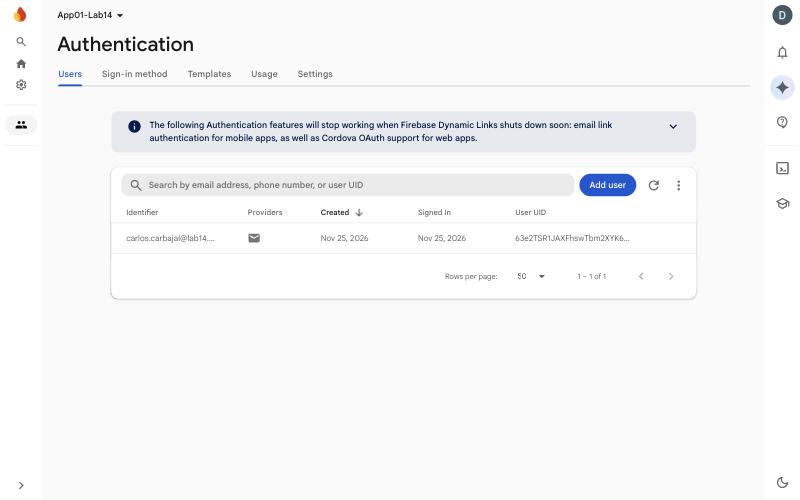 App01-Lab14
D
Authentication
Users Sign-in method Templates Usage Settings
The following Authentication features will stop working when Firebase Dynamic Links shuts down soon: email link
authentication for mobile apps, as well as Cordova OAuth support for web apps.
Search by email address, phone number, or user UID Add user
Identifier Providers Created Signed In User UID
carlos.carbajal@lab14.... Nov 25, 2026 Nov 25, 2026 63e2TSR1JAXFhswTbm2XYK6...
Rows per page: 50 1 – 1 of 1